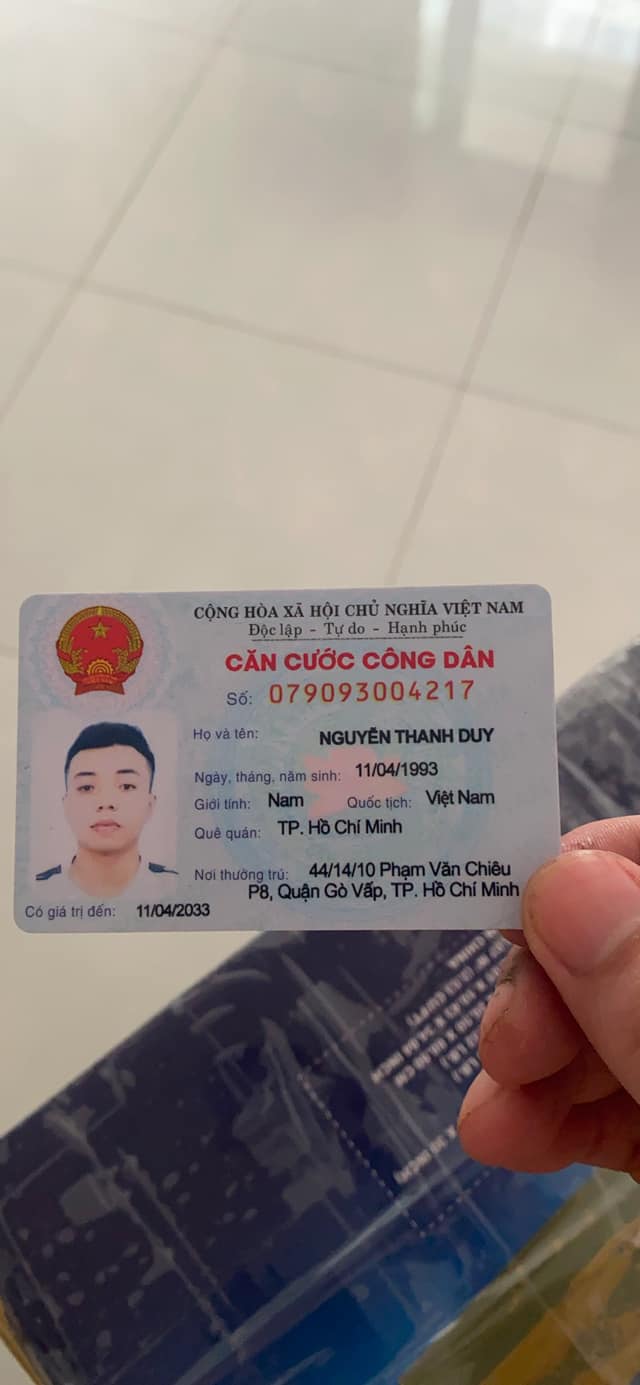 CỘNG HÒA XÃ HỘI CHỦ NGHĨA VIỆT NAM
Độc lập - Tự do - Hạnh phúc
CĂN CƯỚC CÔNG DÂN
Số: 079093004217
Họ và tên: NGUYỄN THANH DUY
Ngày, tháng, năm sinh: 11/04/1993
Giới tính: Nam Quốc tịch: Việt Nam
Quê quán: TP. Hồ Chí Minh
Nơi thường trú: 44/14/10 Phạm Văn Chiêu
P8, Quận Gò Vấp, TP. Hồ Chí Minh
Có giá trị đến: 11/04/2033